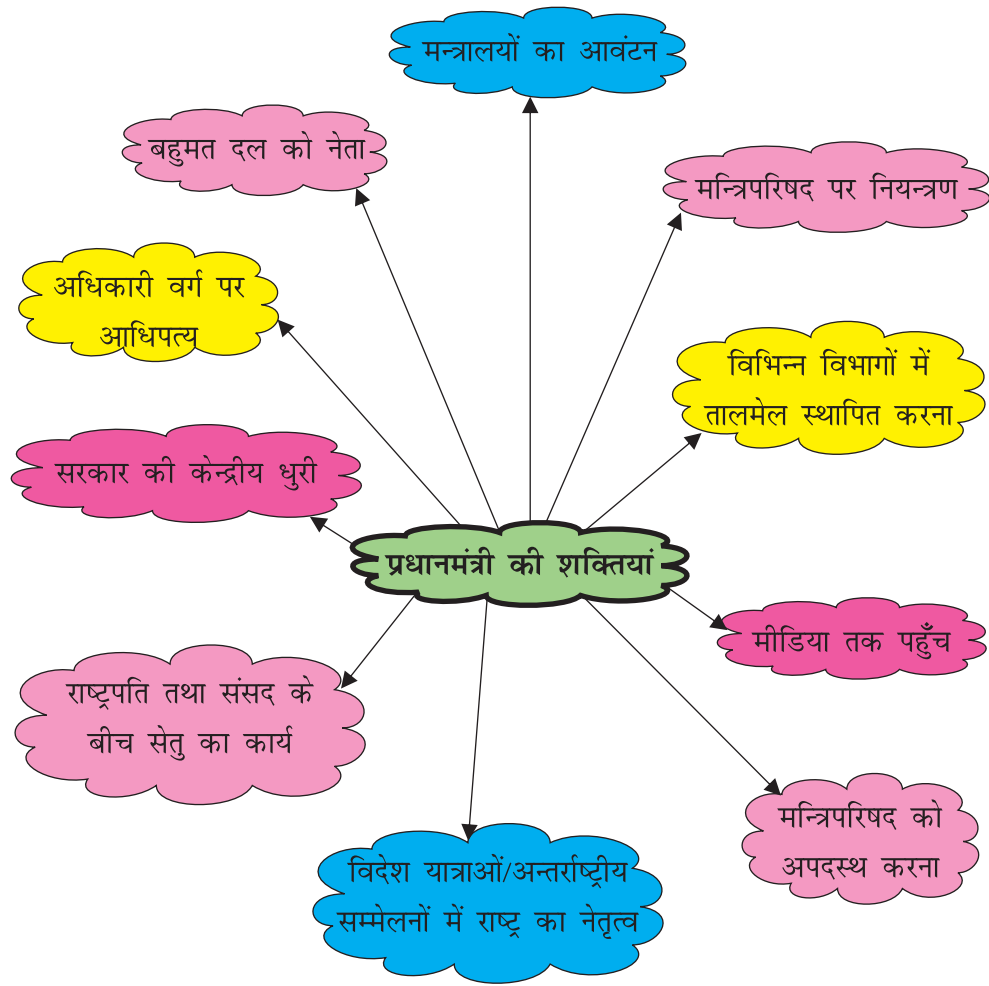 मन्त्रालयों का आवंटन
बहुमत दल को नेता
मन्त्रिपरिषद पर नियन्त्रण
अधिकारी वर्ग पर
आधिपत्य
विभिन्न विभागों में
तालमेल स्थापित करना
सरकार की केन्द्रीय धुरी
प्रधानमंत्री की शक्तियां
मीडिया तक पहुँच
राष्ट्रपति तथा संसद के
बीच सेतु का कार्य
मन्त्रिपरिषद को
अपदस्थ करना
विदेश यात्राओं/अन्तर्राष्ट्रीय
सम्मेलनों में राष्ट्र का नेतृत्व